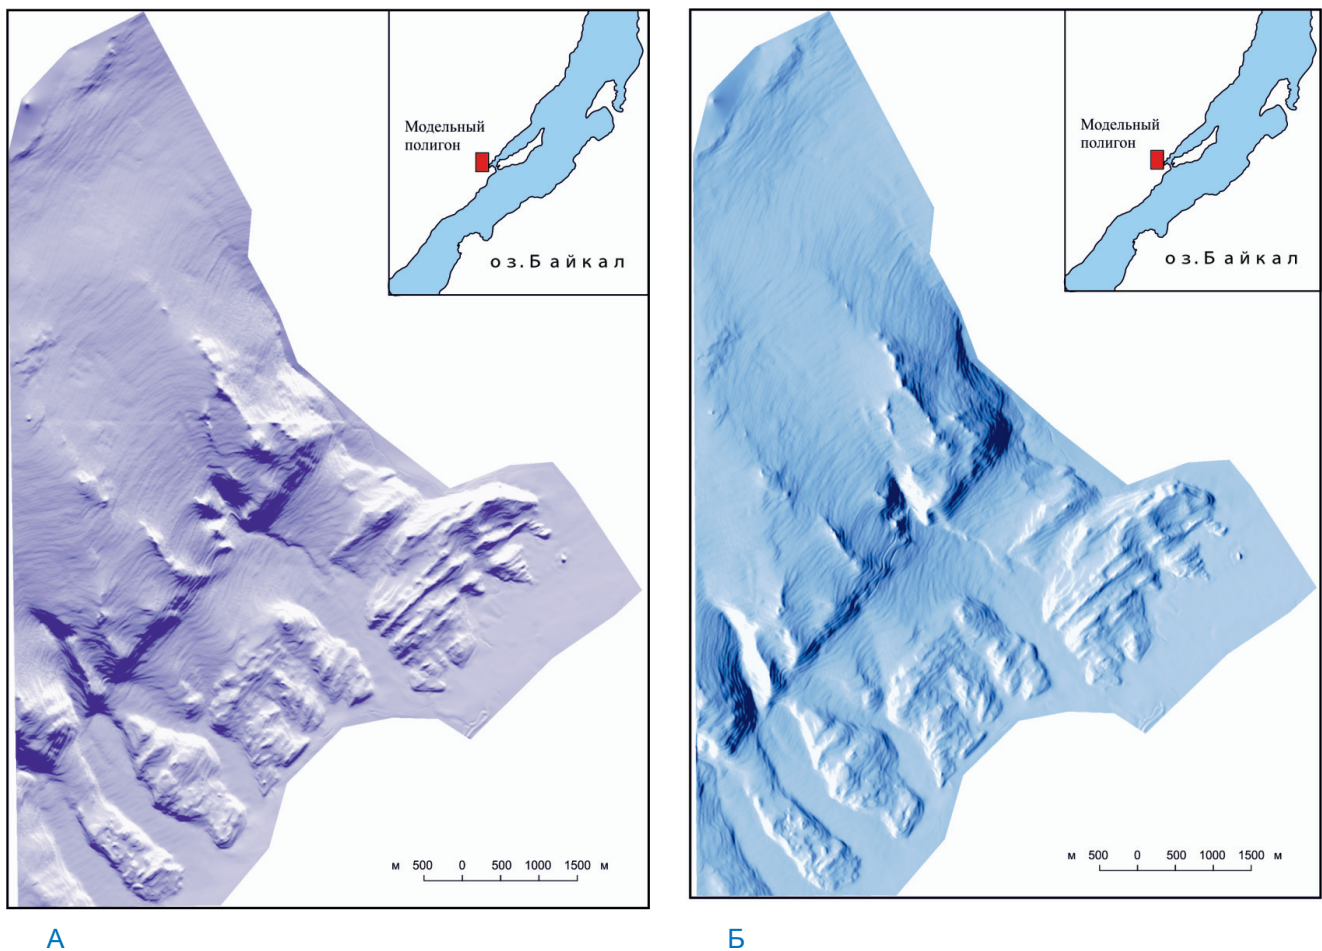 Модельный
полигон
оз. Байкал
м 500 0 500 1000 1500 м
А
Модельный
полигон
оз. Байкал
м 500 0 500 1000 1500 м
Б